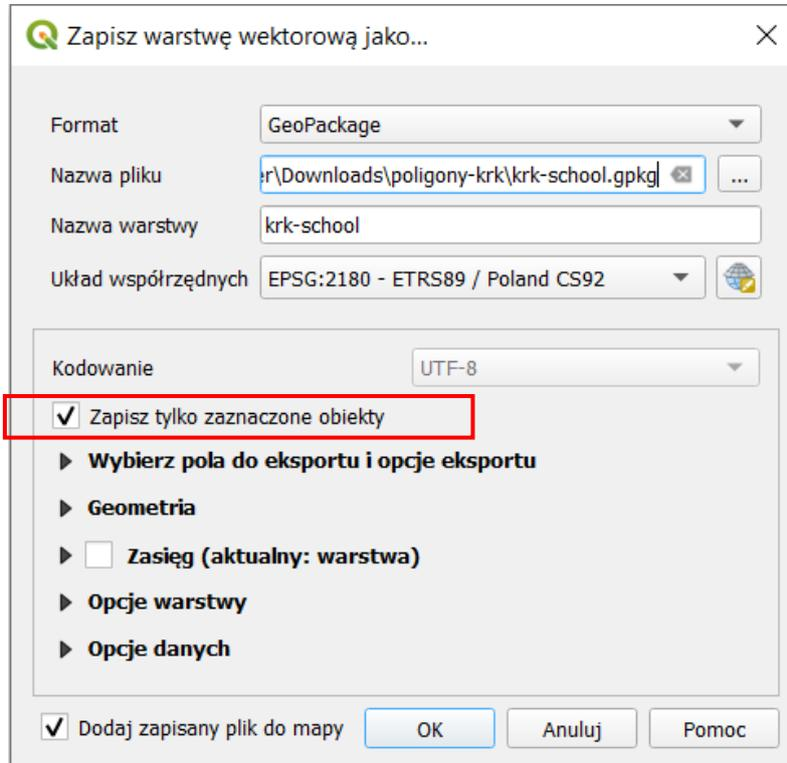 Zapisz warstwę wektorową jako...
Format GeoPackage
Nazwa pliku er\Downloads\poligony-krk\krk-school.gpkg ...
Nazwa warstwy krk-school
Układ współrzędnych EPSG:2180 - ETRS89 / Poland CS92
Kodowanie UTF-8
Zapisz tylko zaznaczone obiekty
Wybierz pola do eksportu i opcje eksportu
Geometria
Zasięg (aktualny: warstwa)
Opcje warstwy
Opcje danych
Dodaj zapisany plik do mapy OK Anuluj Pomoc